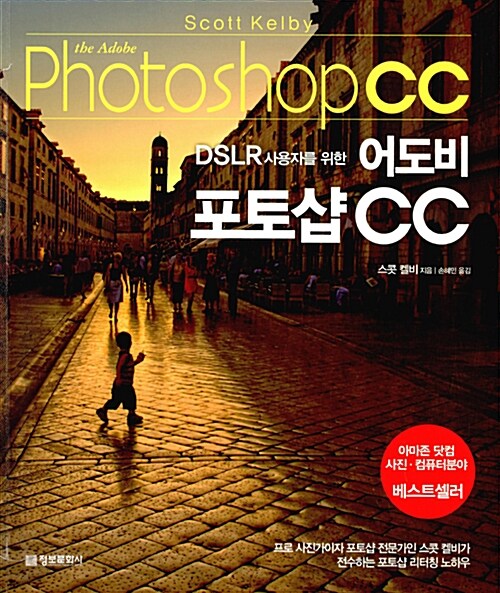 Scott Kelby
the Adobe
Photoshop CC
DSLR 사용자를 위한 어도비
포토샵 CC
스콧 켈비 지음 | 손혜인 옮김
아마존 닷컴
사진·컴퓨터분야
베스트셀러
프로 사진가이자 포토샵 전문가인 스콧 켈비가
전수하는 포토샵 리터칭 노하우
정보문화사